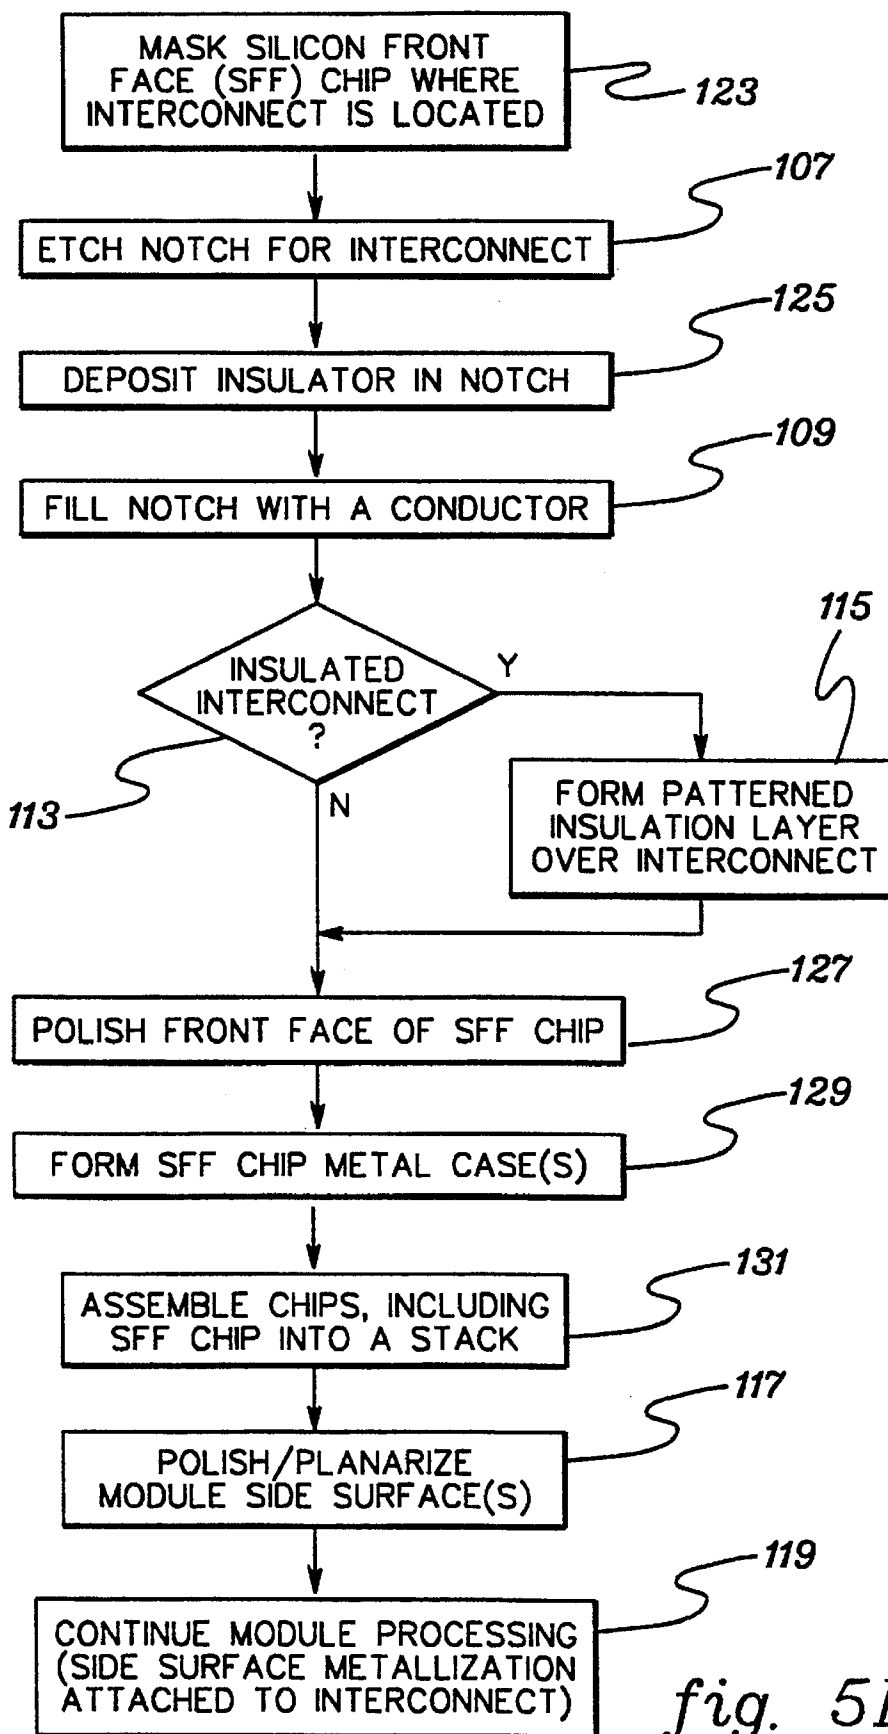 MASK SILICON FRONT
FACE (SFF) CHIP WHERE
INTERCONNECT IS LOCATED
123
107
ETCH NOTCH FOR INTERCONNECT
125
DEPOSIT INSULATOR IN NOTCH
109
FILL NOTCH WITH A CONDUCTOR
115
INSULATED
INTERCONNECT
?
Y
113
N
FORM PATTERNED
INSULATION LAYER
OVER INTERCONNECT
127
POLISH FRONT FACE OF SFF CHIP
129
FORM SFF CHIP METAL CASE(S)
131
ASSEMBLE CHIPS, INCLUDING
SFF CHIP INTO A STACK
117
POLISH/PLANARIZE
MODULE SIDE SURFACE(S)
119
CONTINUE MODULE PROCESSING
(SIDE SURFACE METALLIZATION
ATTACHED TO INTERCONNECT)
fig.